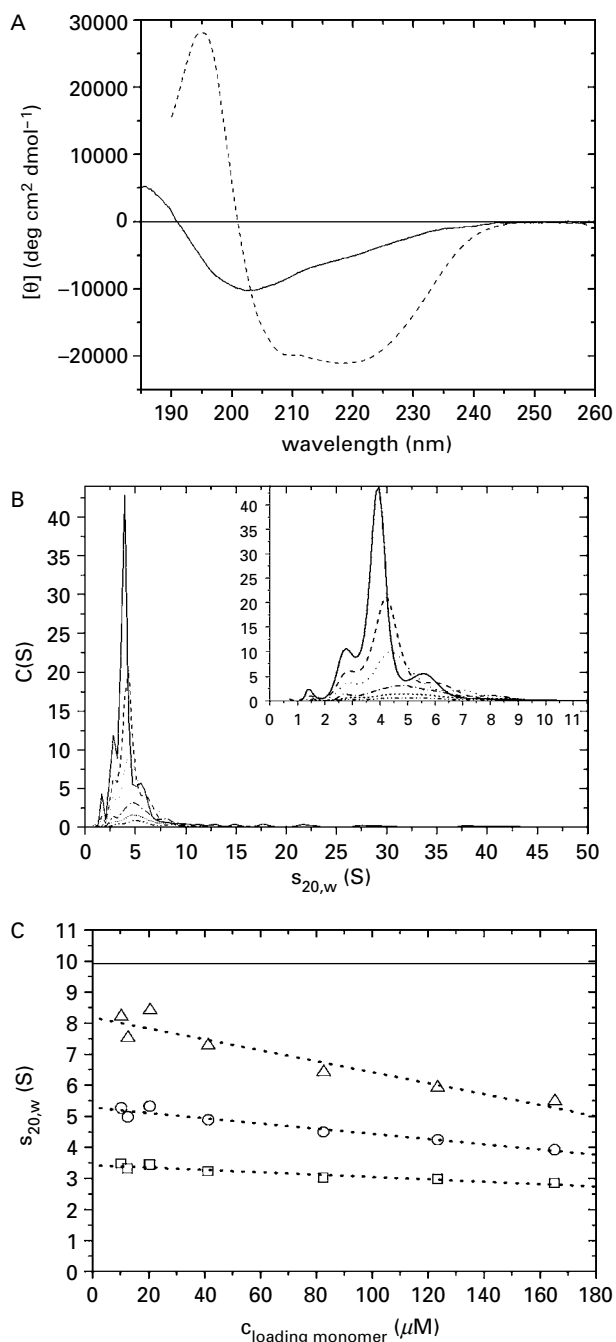 A
30000
20000
10000
0
−10000
−20000
[θ] (deg cm² dmol⁻¹)
190 200 210 220 230 240 250 260
wavelength (nm)
B
40
35
30
25
20
15
10
5
0
C(S)
40
35
30
25
20
15
10
5
0
0 1 2 3 4 5 6 7 8 9 10 11
0 5 10 15 20 25 30 35 40 45 50
s20,w (S)
C
11
10
9
8
7
6
5
4
3
2
1
0
s20,w (S)
0 20 40 60 80 100 120 140 160 180
cloading monomer (μM)